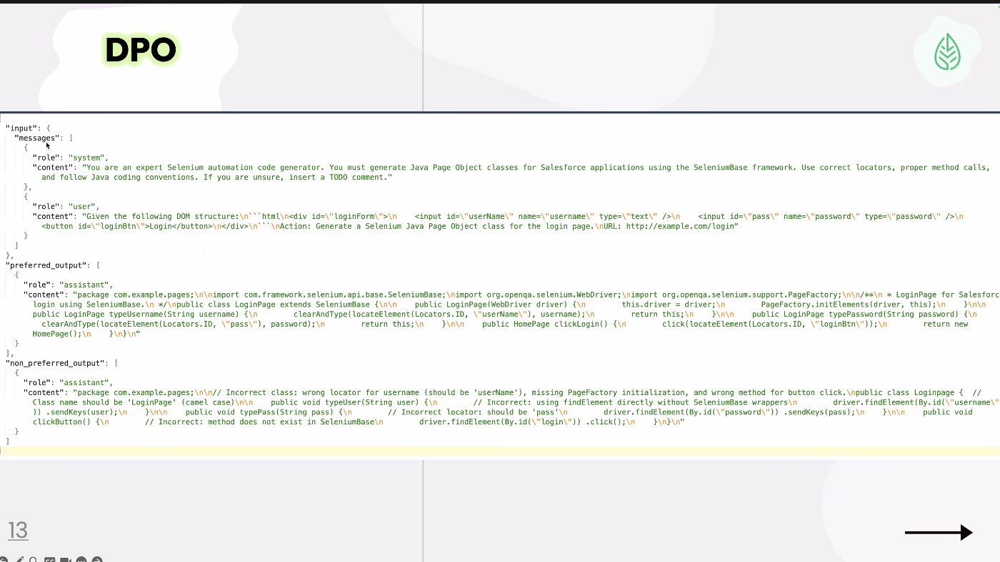 DPO
"input": {
"messages": [
{
"role": "system",
"content": "You are an expert Selenium automation code generator. You must generate Java Page Object classes for Salesforce applications using the SeleniumBase framework. Use correct locators, proper method calls,
and follow Java coding conventions. If you are unsure, insert a TODO comment."
},
{
"role": "user",
"content": "Given the following DOM structure:\n```html\n<div id=\"loginForm\">\n    <input id=\"userName\" name=\"username\" type=\"text\" />\n    <input id=\"pass\" name=\"password\" type=\"password\" />\n
<button id=\"loginBtn\">Login</button>\n</div>\n```\nAction: Generate a Selenium Java Page Object class for the login page.\nURL: http://example.com/login"
}
]
},
"preferred_output": [
{
"role": "assistant",
"content": "package com.example.pages;\n\nimport com.framework.selenium.api.base.SeleniumBase;\nimport org.openqa.selenium.WebDriver;\nimport org.openqa.selenium.support.PageFactory;\n\n/**\n * LoginPage for Salesforc
login using SeleniumBase.\n */\npublic class LoginPage extends SeleniumBase {\n\n    public LoginPage(WebDriver driver) {\n        this.driver = driver;\n        PageFactory.initElements(driver, this);\n    }\n\n
public LoginPage typeUsername(String username) {\n        clearAndType(locateElement(Locators.ID, \"userName\"), username);\n        return this;\n    }\n\n    public LoginPage typePassword(String password) {\n
clearAndType(locateElement(Locators.ID, \"pass\"), password);\n        return this;\n    }\n\n    public HomePage clickLogin() {\n        click(locateElement(Locators.ID, \"loginBtn\"));\n        return new
HomePage();\n    }\n}\n"
}
],
"non_preferred_output": [
{
"role": "assistant",
"content": "package com.example.pages;\n\n// Incorrect class: wrong locator for username (should be 'userName'), missing PageFactory initialization, and wrong method for button click.\npublic class Loginpage {  //
Class name should be 'LoginPage' (camel case)\n\n    public void typeUser(String user) {\n        // Incorrect: using findElement directly without SeleniumBase wrappers\n        driver.findElement(By.id(\"username\"
)) .sendKeys(user);\n    }\n\n    public void typePass(String pass) {\n        // Incorrect locator: should be 'pass'\n        driver.findElement(By.id(\"password\")) .sendKeys(pass);\n    }\n\n    public void
clickButton() {\n        // Incorrect: method does not exist in SeleniumBase\n        driver.findElement(By.id(\"login\")) .click();\n    }\n}\n"
}
]
13